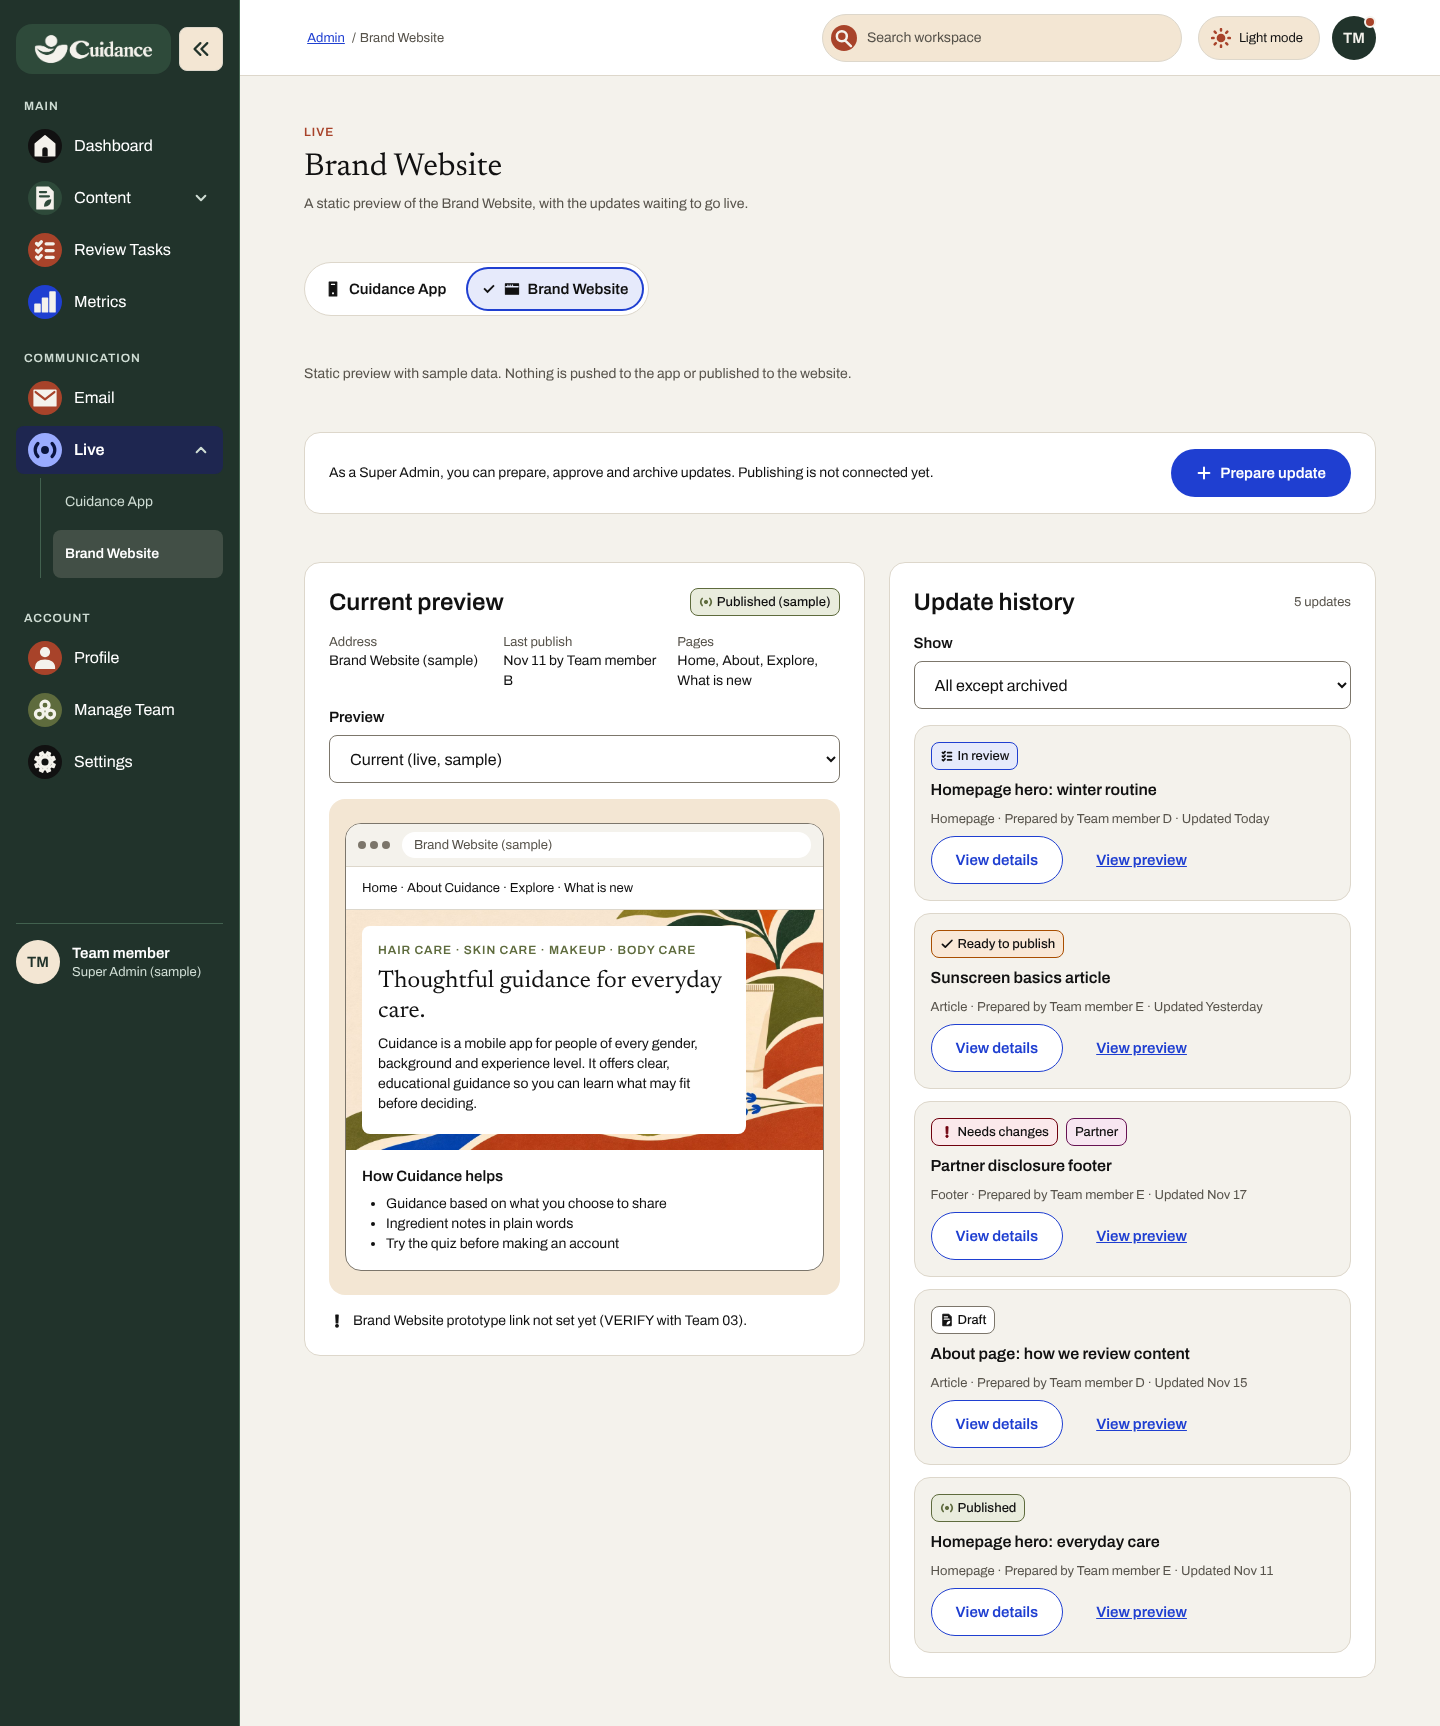 Cuidance
MAIN
Dashboard
Content
Review Tasks
Metrics
COMMUNICATION
Email
Live
Cuidance App
Brand Website
ACCOUNT
Profile
Manage Team
Settings
TM
Team member
Super Admin (sample)
Admin / Brand Website
Search workspace
Light mode
TM
LIVE
Brand Website
A static preview of the Brand Website, with the updates waiting to go live.
Cuidance App
Brand Website
Static preview with sample data. Nothing is pushed to the app or published to the website.
As a Super Admin, you can prepare, approve and archive updates. Publishing is not connected yet.
Prepare update
Current preview
Published (sample)
Address
Brand Website (sample)
Last publish
Nov 11 by Team member
B
Pages
Home, About, Explore,
What is new
Preview
Current (live, sample)
Brand Website (sample)
Home · About Cuidance · Explore · What is new
HAIR CARE · SKIN CARE · MAKEUP · BODY CARE
Thoughtful guidance for everyday
care.
Cuidance is a mobile app for people of every gender,
background and experience level. It offers clear,
educational guidance so you can learn what may fit
before deciding.
How Cuidance helps
• Guidance based on what you choose to share
• Ingredient notes in plain words
• Try the quiz before making an account
Brand Website prototype link not set yet (VERIFY with Team 03).
Update history
5 updates
Show
All except archived
In review
Homepage hero: winter routine
Homepage · Prepared by Team member D · Updated Today
View details
View preview
Ready to publish
Sunscreen basics article
Article · Prepared by Team member E · Updated Yesterday
View details
View preview
Needs changes
Partner
Partner disclosure footer
Footer · Prepared by Team member E · Updated Nov 17
View details
View preview
Draft
About page: how we review content
Article · Prepared by Team member D · Updated Nov 15
View details
View preview
Published
Homepage hero: everyday care
Homepage · Prepared by Team member E · Updated Nov 11
View details
View preview